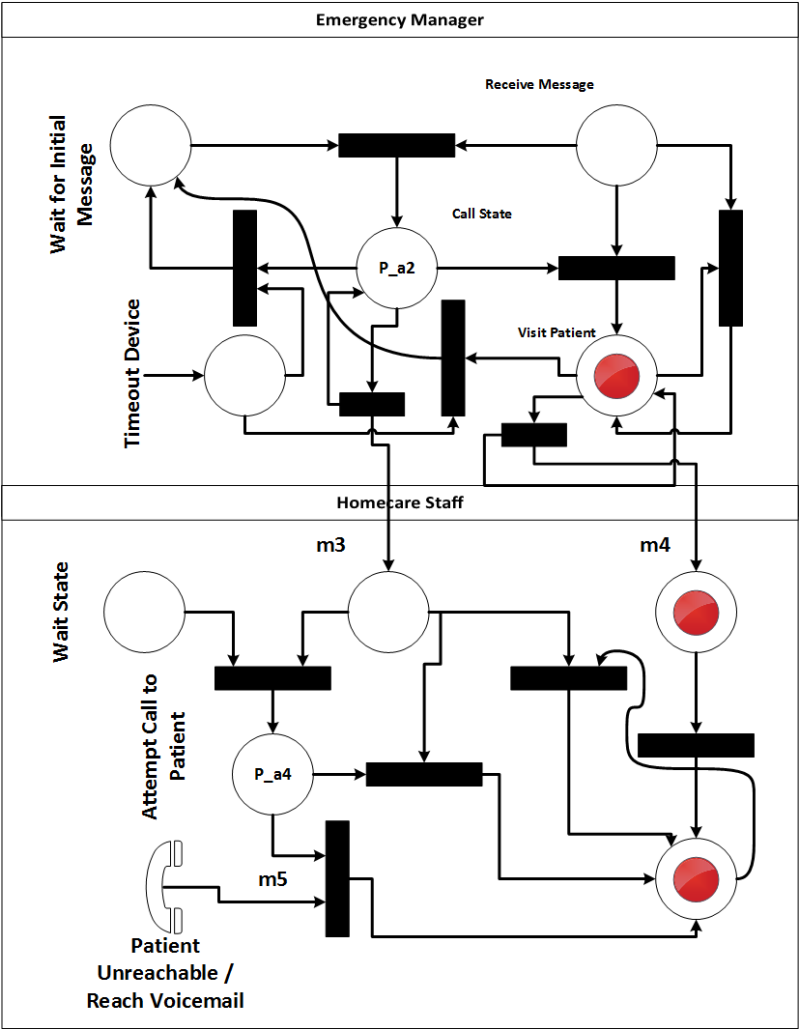 Emergency Manager
Receive Message
Wait for Initial
Message
Call State
P_a2
Timeout Device
Visit Patient
Homecare Staff
m3
m4
Wait State
Attempt Call to
Patient
P_a4
m5
Patient
Unreachable /
Reach Voicemail